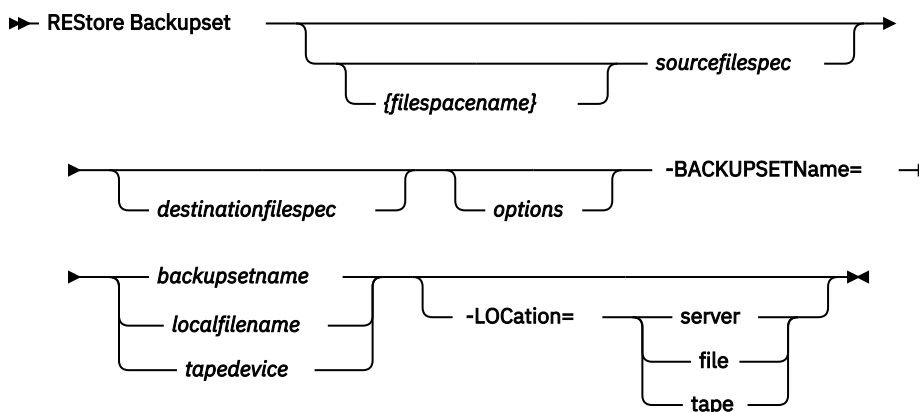 REStore Backupset
sourcefilespec
{filespacename}
-BACKUPSETName=
destinationfilespec
options
backupsetname
localfilename
tapedevice
-LOCation=
server
file
tape